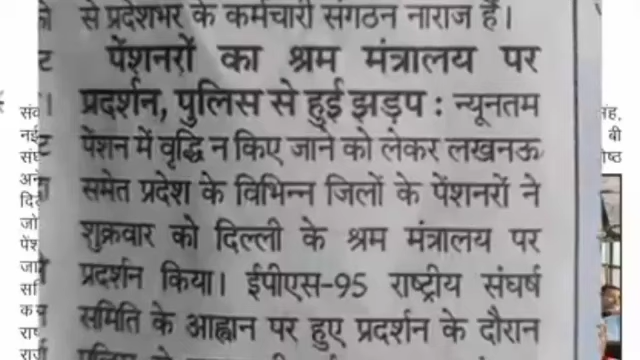 से प्रदेशभर के कर्मचारी संगठन नाराज हैं।
पेंशनरों का श्रम मंत्रालय पर
प्रदर्शन, पुलिस से हुई झड़प : न्यूनतम
पेंशन में वृद्धि न किए जाने को लेकर लखनऊ
समेत प्रदेश के विभिन्न जिलों के पेंशनरों ने
शुक्रवार को दिल्ली के श्रम मंत्रालय पर
प्रदर्शन किया। ईपीएस-95 राष्ट्रीय संघर्ष
समिति के आह्वान पर हुए प्रदर्शन के दौरान